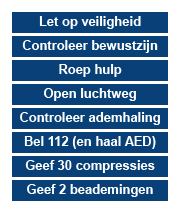 Let op veiligheid
Controleer bewustzijn
Roep hulp
Open luchtweg
Controleer ademhaling
Bel 112 (en haal AED)
Geef 30 compressies
Geef 2 beademingen